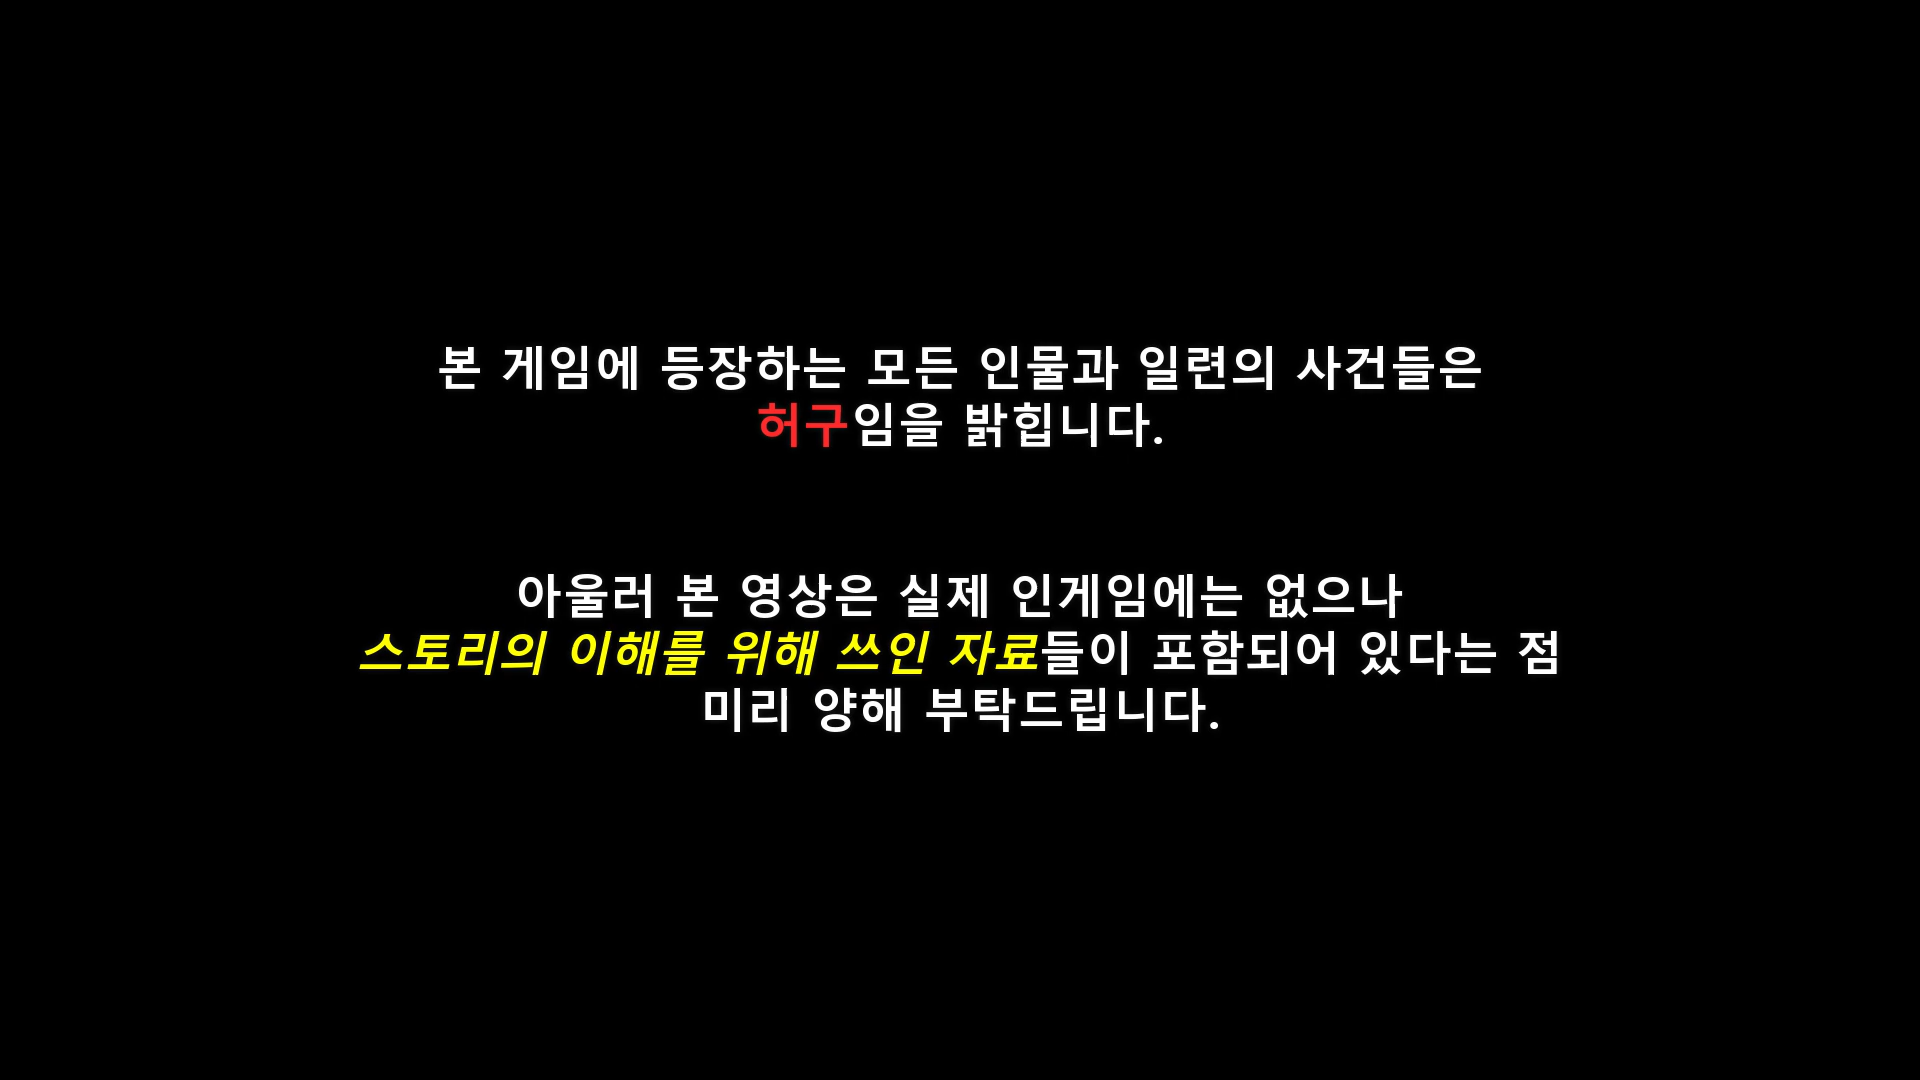 본 게임에 등장하는 모든 인물과 일련의 사건들은
허구임을 밝힙니다.
아울러 본 영상은 실제 인게임에는 없으나
스토리의 이해를 위해 쓰인 자료들이 포함되어 있다는 점
미리 양해 부탁드립니다.